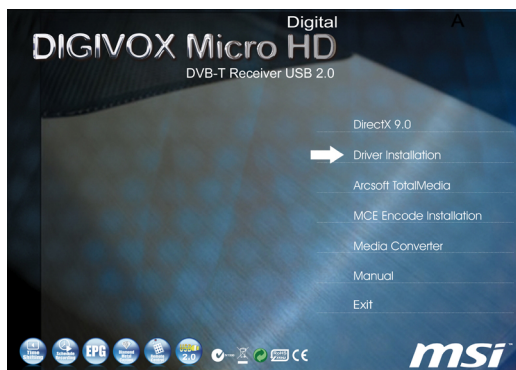 Digital
A
DIGIVOX Micro HD
DVB-T Receiver USB 2.0
DirectX 9.0
Driver Installation
Arcsoft TotalMedia
MCE Encode Installation
Media Converter
Manual
Exit
Time
EPG
2.0
CE
msi